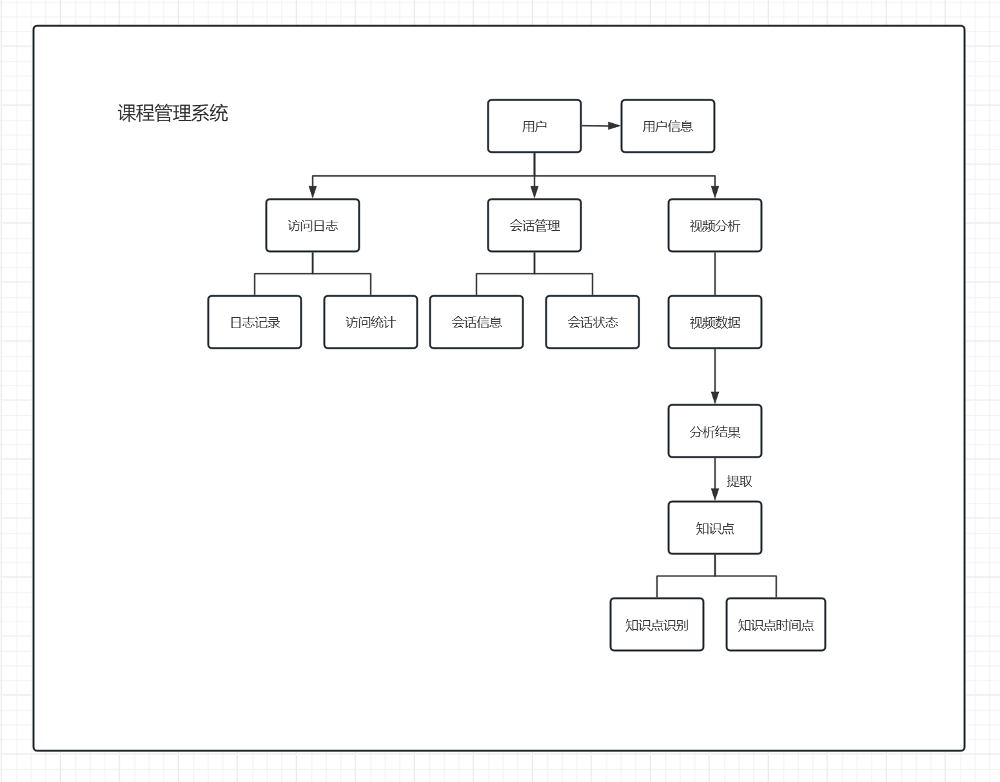 课程管理系统
用户
用户信息
访问日志
会话管理
视频分析
日志记录
访问统计
会话信息
会话状态
视频数据
分析结果
提取
知识点
知识点识别
知识点时间点